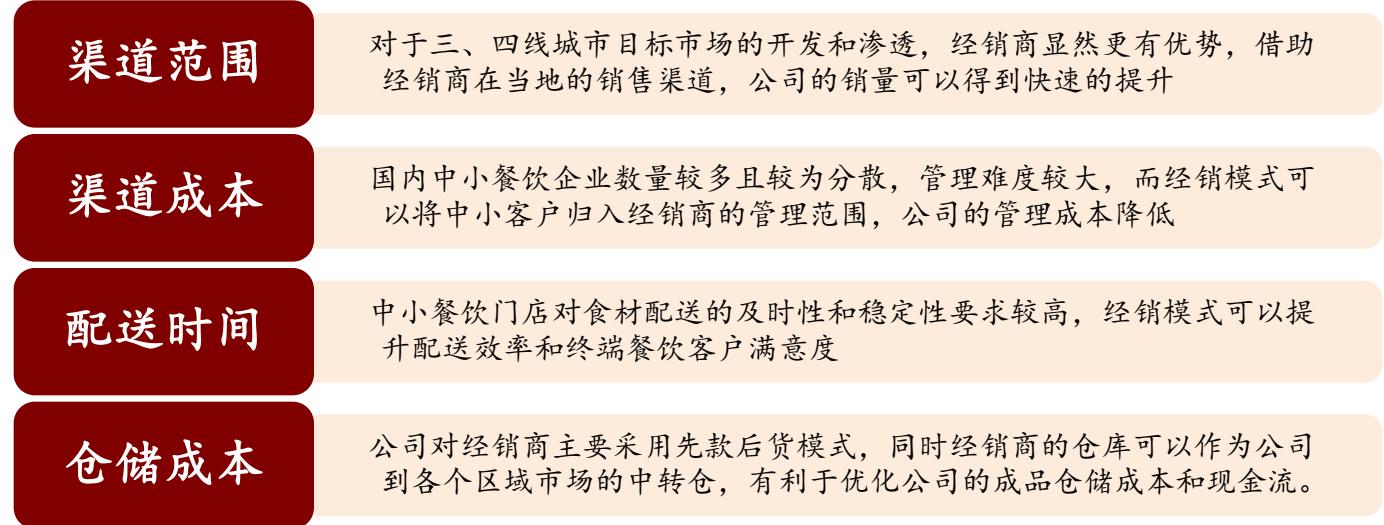 渠道范围
对于三、四线城市目标市场的开发和渗透，经销商显然更有优势，借助
经销商在当地的销售渠道，公司的销量可以得到快速的提升
渠道成本
国内中小餐饮企业数量较多且较为分散，管理难度较大，而经销模式可
以将中小客户归入经销商的管理范围，公司的管理成本降低
配送时间
中小餐饮门店对食材配送的及时性和稳定性要求较高，经销模式可以提
升配送效率和终端餐饮客户满意度
仓储成本
公司对经销商主要采用先款后货模式，同时经销商的仓库可以作为公司
到各个区域市场的中转仓，有利于优化公司的成品仓储成本和现金流。